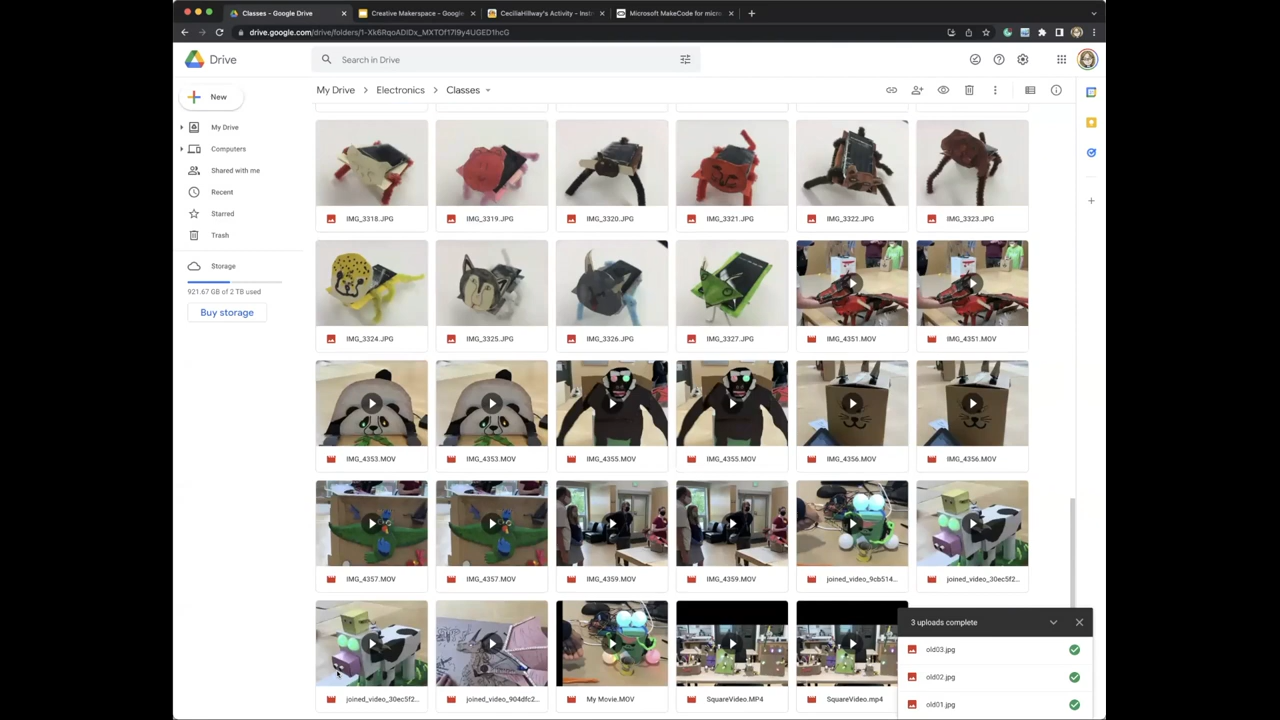 Classes - Google Drive
Creative Makerspace - Google
CeciliaHillway's Activity - Inst
Microsoft MakeCode for micro
drive.google.com/drive/folders/1-Xk6RqoADIDx_MXTOf17I9y4UGED1hcG
Drive
Search in Drive
New
My Drive
Electronics
Classes
My Drive
Computers
Shared with me
Recent
Starred
Trash
Storage
921.67 GB of 2 TB used
Buy storage
IMG_3318.JPG
IMG_3319.JPG
IMG_3320.JPG
IMG_3321.JPG
IMG_3322.JPG
IMG_3323.JPG
IMG_3324.JPG
IMG_3325.JPG
IMG_3326.JPG
IMG_3327.JPG
IMG_4351.MOV
IMG_4351.MOV
IMG_4353.MOV
IMG_4353.MOV
IMG_4355.MOV
IMG_4355.MOV
IMG_4356.MOV
IMG_4356.MOV
IMG_4357.MOV
IMG_4357.MOV
IMG_4359.MOV
IMG_4359.MOV
joined_video_9cb514...
joined_video_30ec5f2...
joined_video_30ec5f2...
joined_video_904dfc2...
My Movie.MOV
SquareVideo.MP4
SquareVideo.mp4
3 uploads complete
old03.jpg
old02.jpg
old01.jpg